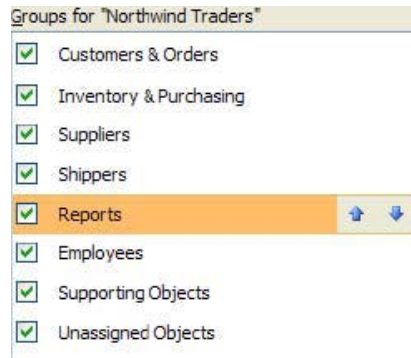 Groups for "Northwind Traders"
Customers & Orders
Inventory & Purchasing
Suppliers
Shippers
Reports
Employees
Supporting Objects
Unassigned Objects